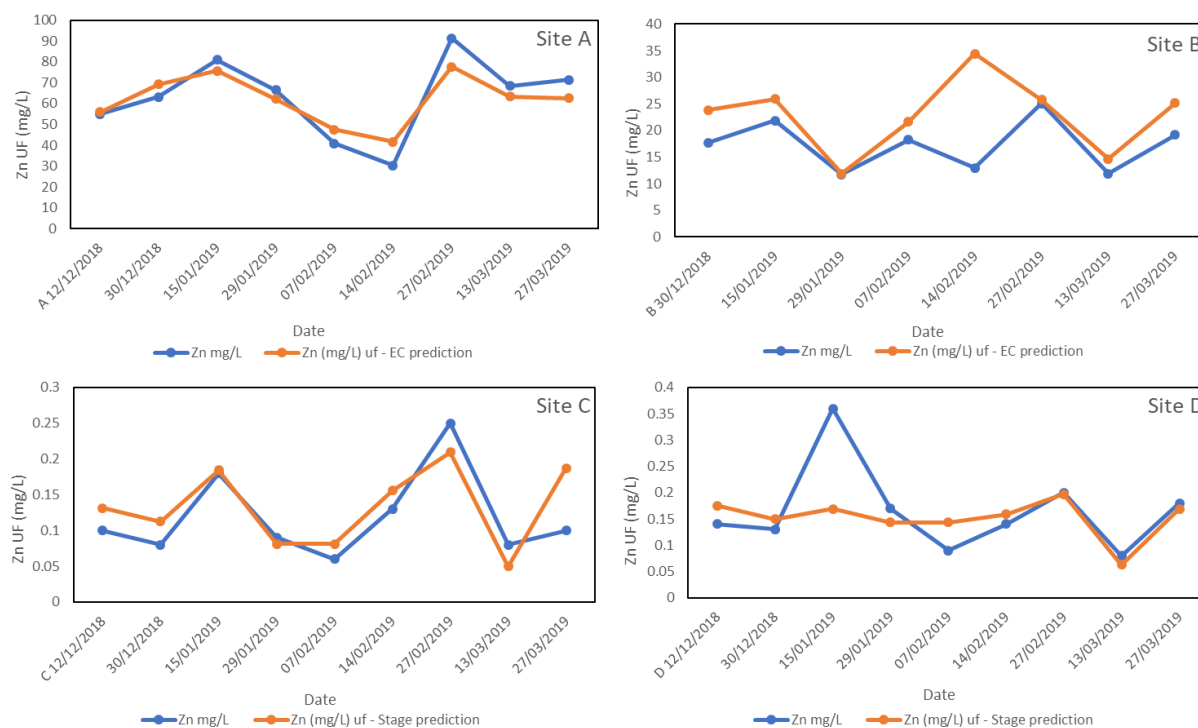 Site A
Zn UF (mg/L)
100
90
80
70
60
50
40
30
20
10
0
A 12/12/2018
30/12/2018
15/01/2019
29/01/2019
07/02/2019
14/02/2019
27/02/2019
13/03/2019
27/03/2019
Date
Zn mg/L
Zn (mg/L) uf - EC prediction
Site B
Zn UF (mg/L)
40
35
30
25
20
15
10
5
0
B 30/12/2018
15/01/2019
29/01/2019
07/02/2019
14/02/2019
27/02/2019
13/03/2019
27/03/2019
Date
Zn mg/L
Zn (mg/L) uf - EC prediction
Site C
Zn UF (mg/L)
0.3
0.25
0.2
0.15
0.1
0.05
0
C 12/12/2018
30/12/2018
15/01/2019
29/01/2019
07/02/2019
14/02/2019
27/02/2019
13/03/2019
27/03/2019
Date
Zn mg/L
Zn (mg/L) uf - Stage prediction
Site D
Zn UF (mg/L)
0.4
0.35
0.3
0.25
0.2
0.15
0.1
0.05
0
D 12/12/2018
30/12/2018
15/01/2019
29/01/2019
07/02/2019
14/02/2019
27/02/2019
13/03/2019
27/03/2019
Date
Zn mg/L
Zn (mg/L) uf - Stage prediction